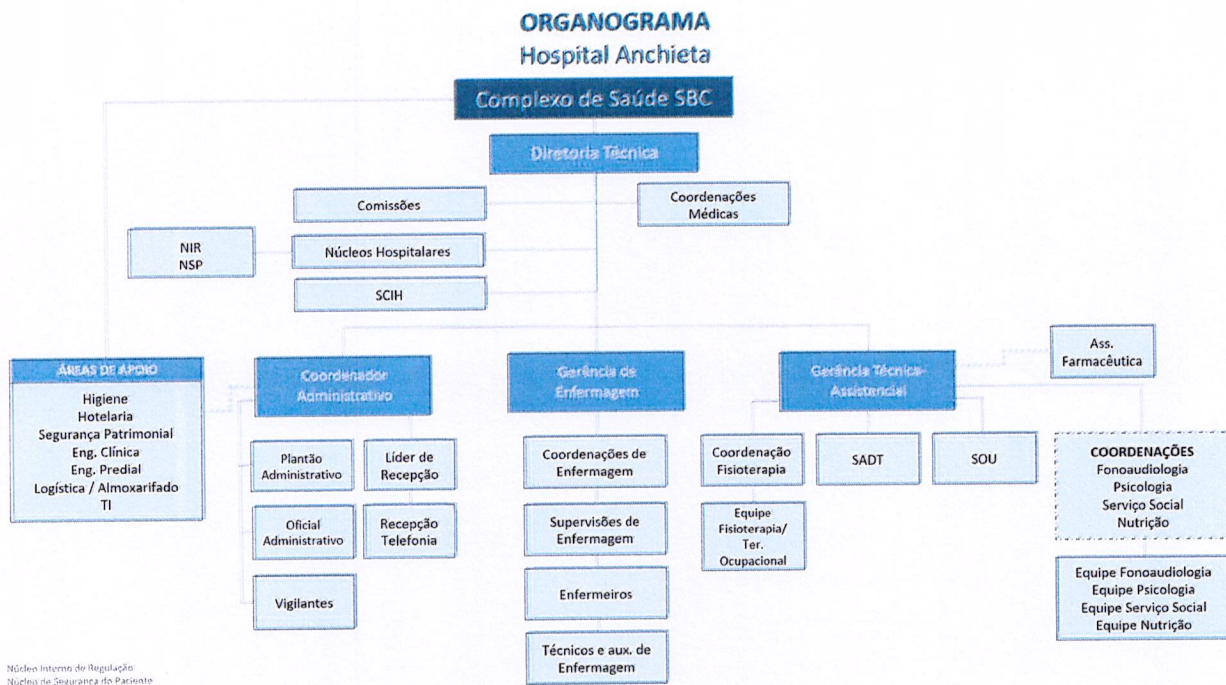 ORGANOGRAMA
Hospital Anchieta
Complexo de Saúde SBC
Diretoria Técnica
Comissões
Coordenações
Médicas
NIR
NSP
Núcleos Hospitalares
SCIH
ÁREAS DE APOIO
Higiene
Hotelaria
Segurança Patrimonial
Eng. Clínica
Eng. Predial
Logística / Almoxarifado
TI
Coordenador
Administrativo
Plantão
Administrativo
Líder de
Recepção
Oficial
Administrativo
Recepção
Telefonia
Vigilantes
Gerência de
Enfermagem
Coordenações de
Enfermagem
Supervisões de
Enfermagem
Enfermeiros
Técnicos e aux. de
Enfermagem
Gerência Técnica-
Assistencial
Ass.
Farmacêutica
Coordenação
Fisioterapia
SADT
SOU
Equipe
Fisioterapia/
Ter.
Ocupacional
COORDENAÇÕES
Fonoaudiologia
Psicologia
Serviço Social
Nutrição
Equipe Fonoaudiologia
Equipe Psicologia
Equipe Serviço Social
Equipe Nutrição
Núcleo Interno de Regulação
Núcleo de Segurança do Paciente